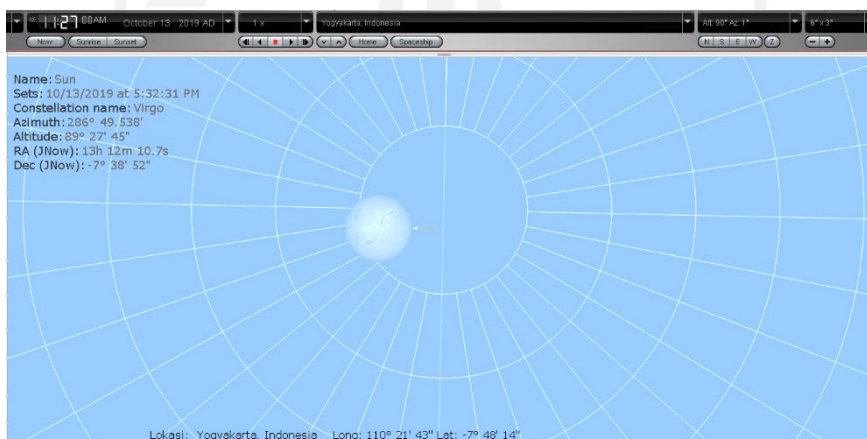 11:27 00AM October 13 2019 AD 1 x Yogyakarta, Indonesia Alt: 90° Az: 1° 6° x 3°
Now Sunrise Sunset Home Spaceship N S E W Z
Name: Sun
Sets: 10/13/2019 at 5:32:31 PM
Constellation name: Virgo
Azimuth: 286° 49.538'
Altitude: 89° 27' 45"
RA (JNow): 13h 12m 10.7s
Dec (JNow): -7° 38' 52"
Lokasi: Yogyakarta, Indonesia Long: 110° 21' 43" Lat: -7° 48' 14"